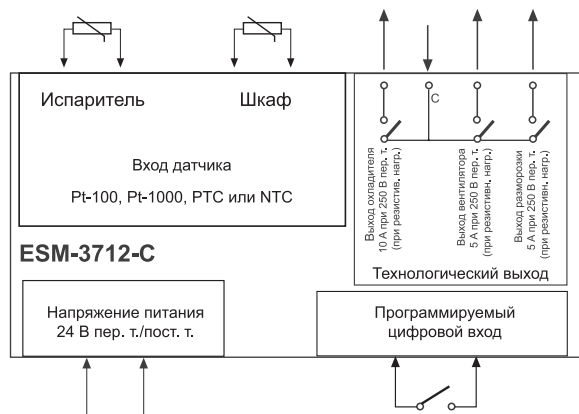 Испаритель
Шкаф
Вход датчика
Pt-100, Pt-1000, PTC или NTC
C
Выход охладителя
10 А при 250 В пер. т.
(при резистив. нагр.)
Выход вентилятора
5 А при 250 В пер. т.
(при резистивн. нагр.)
Выход разморозки
5 А при 250 В пер. т.
(при резистивн. нагр.)
Технологический выход
ESM-3712-C
Напряжение питания
24 В пер. т./пост. т.
Программируемый
цифровой вход